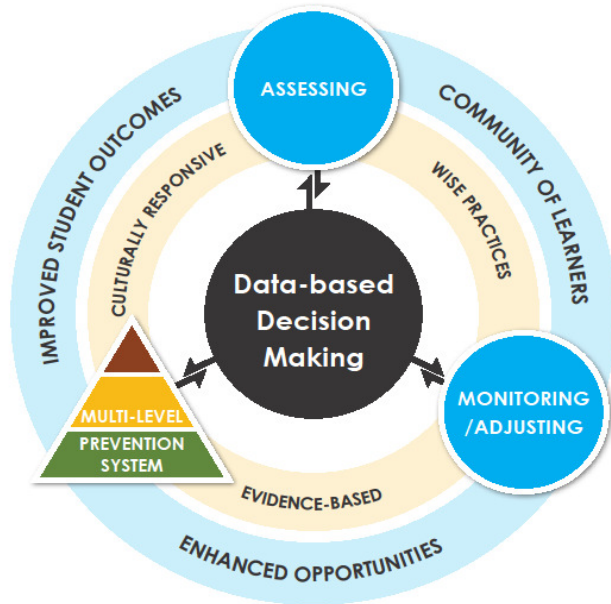 ASSESSING
IMPROVED STUDENT OUTCOMES
COMMUNITY OF LEARNERS
CULTURALLY RESPONSIVE
WISE PRACTICES
Data-based
Decision
Making
MULTI-LEVEL
PREVENTION
SYSTEM
MONITORING
/ADJUSTING
EVIDENCE-BASED
ENHANCED OPPORTUNITIES